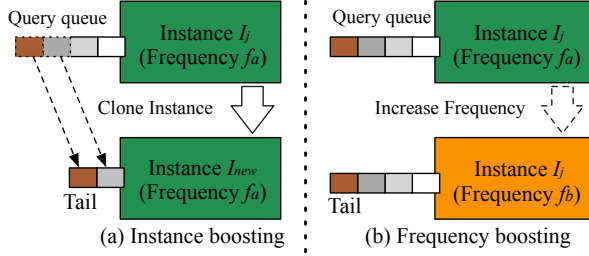 Query queue
Instance Ij
(Frequency fa)
Clone Instance
Instance Inew
(Frequency fa)
Tail
(a) Instance boosting
Query queue
Instance Ij
(Frequency fa)
Increase Frequency
Instance Ij
(Frequency fb)
Tail
(b) Frequency boosting